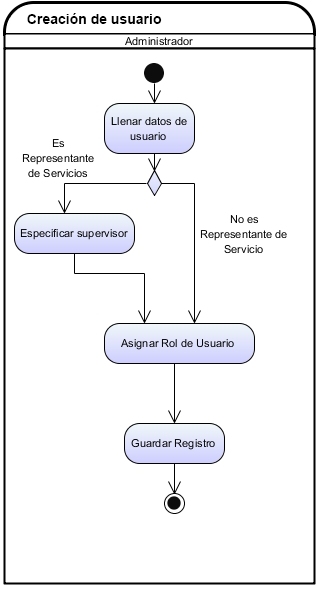 Creación de usuario
Administrador
Llenar datos de
usuario
Es
Representante
de Servicios
No es
Representante de
Servicio
Especificar supervisor
Asignar Rol de Usuario
Guardar Registro